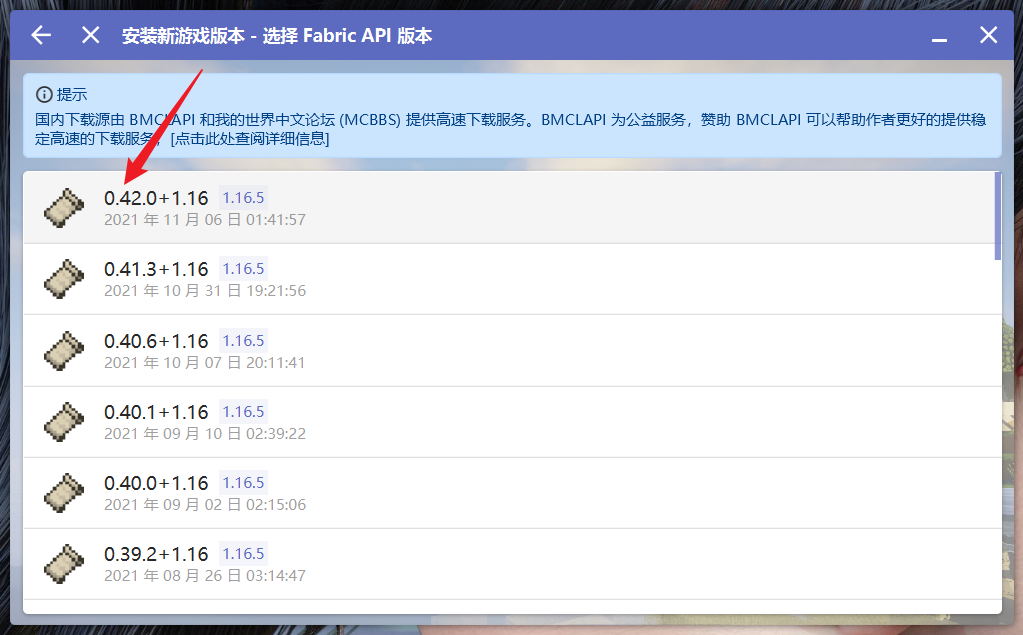 安装新游戏版本 - 选择 Fabric API 版本
提示
国内下载源由 BMCLAPI 和我的世界中文论坛 (MCBBS) 提供高速下载服务。BMCLAPI 为公益服务，赞助 BMCLAPI 可以帮助作者更好的提供稳
定高速的下载服务，[点击此处查阅详细信息]
0.42.0+1.16 1.16.5
2021 年 11 月 06 日 01:41:57
0.41.3+1.16 1.16.5
2021 年 10 月 31 日 19:21:56
0.40.6+1.16 1.16.5
2021 年 10 月 07 日 20:11:41
0.40.1+1.16 1.16.5
2021 年 09 月 10 日 02:39:22
0.40.0+1.16 1.16.5
2021 年 09 月 02 日 02:15:06
0.39.2+1.16 1.16.5
2021 年 08 月 26 日 03:14:47